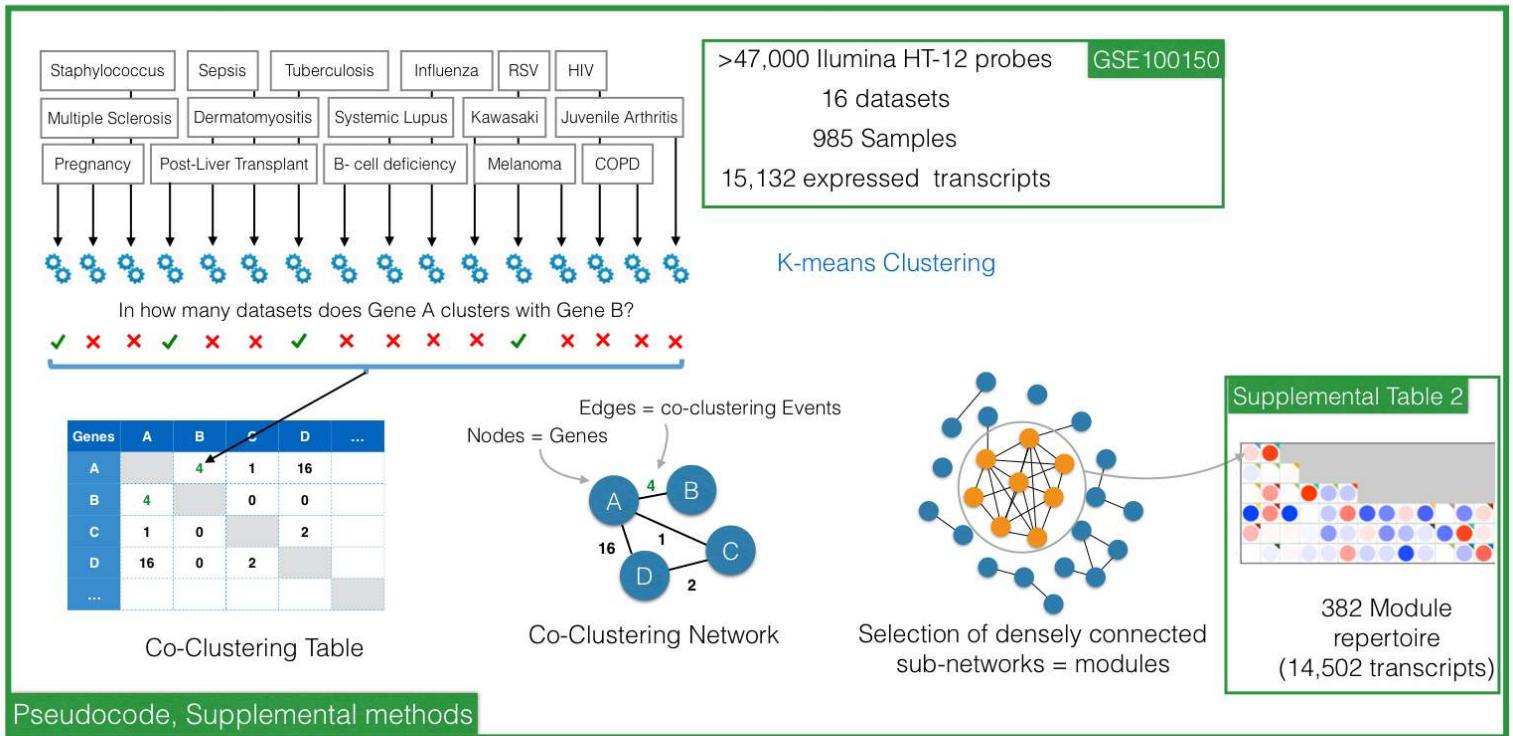 Staphylococcus Sepsis Tuberculosis Influenza RSV HIV
Multiple Sclerosis Dermatomyositis Systemic Lupus Kawasaki Juvenile Arthritis
Pregnancy Post-Liver Transplant B- cell deficiency Melanoma COPD
>47,000 Ilumina HT-12 probes
GSE100150
16 datasets
985 Samples
15,132 expressed transcripts
K-means Clustering
In how many datasets does Gene A clusters with Gene B?
Genes A B C D ...
A 4 1 16
B 4 0 0
C 1 0 2
D 16 0 2
...
Co-Clustering Table
Edges = co-clustering Events
Nodes = Genes
A 4 B
16 1 C
D 2
Co-Clustering Network
Selection of densely connected
sub-networks = modules
Supplemental Table 2
382 Module
repertoire
(14,502 transcripts)
Pseudocode, Supplemental methods